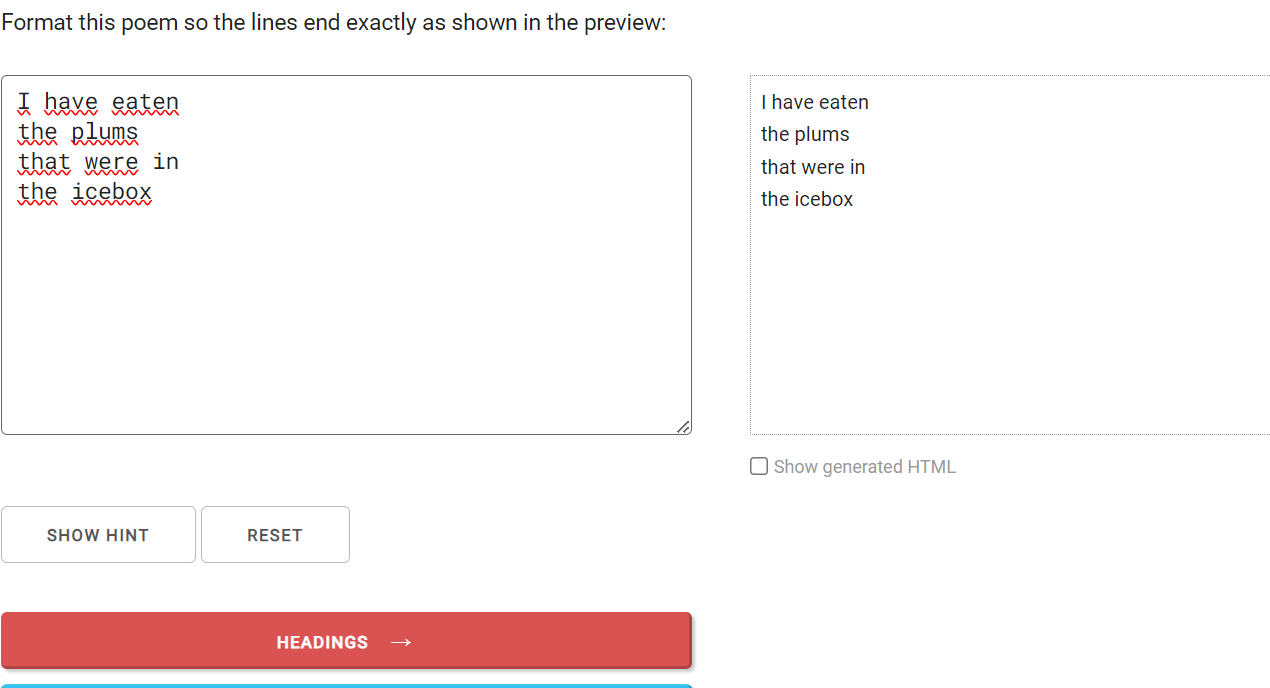 Format this poem so the lines end exactly as shown in the preview:
I have eaten
the plums
that were in
the icebox
I have eaten
the plums
that were in
the icebox
Show generated HTML
SHOW HINT
RESET
HEADINGS →